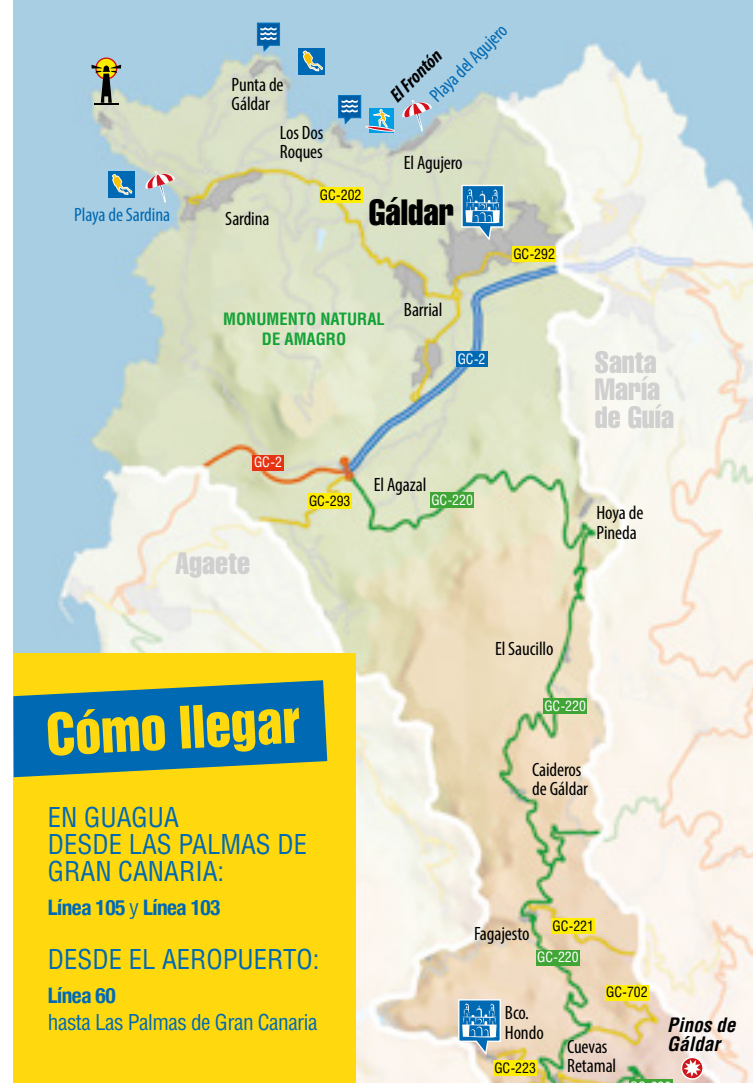 El Frontón
Playa del Agujero
Punta de
Gáldar
Los Dos
Roques
El Agujero
GC-202
Gáldar
Playa de Sardina
Sardina
GC-292
Barrial
MONUMENTO NATURAL
DE AMAGRO
GC-2
Santa
María
de Guía
GC-2
El Agazal
GC-293
GC-220
Hoya de
Pineda
Agaete
El Saucillo
GC-220
Caideros
de Gáldar
Fagajesto
GC-221
GC-220
GC-702
Bco.
Hondo
Pinos de
Gáldar
Cuevas
Retamal
GC-223
Cómo llegar
EN GUAGUA
DESDE LAS PALMAS DE
GRAN CANARIA:
Línea 105 y Línea 103
DESDE EL AEROPUERTO:
Línea 60
hasta Las Palmas de Gran Canaria